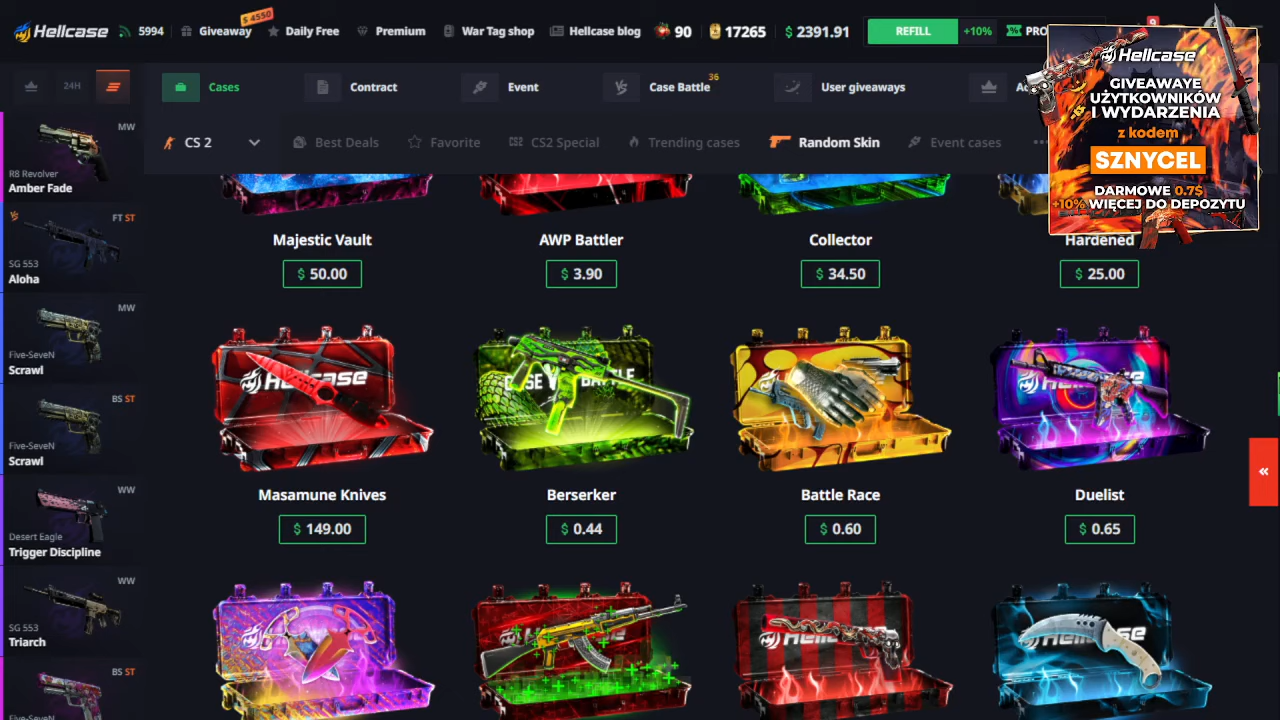 Hellcase
5994
Giveaway
$ 4550
Daily Free
Premium
War Tag shop
Hellcase blog
90
17265
$ 2391.91
REFILL
+10%
PRO
9
24H
Cases
Contract
Event
Case Battle
36
User giveaways
CS 2
Best Deals
Favorite
CS2 Special
Trending cases
Random Skin
Event cases
Hellcase
GIVEAWAYE
UŻYTKOWNIKÓW
I WYDARZENIA
z kodem
SZNYCEL
DARMOWE 0.7$
+10% WIĘCEJ DO DEPOZYTU
MW
R8 Revolver
Amber Fade
FT ST
SG 553
Aloha
MW
Five-SeveN
Scrawl
BS ST
Five-SeveN
Scrawl
WW
Desert Eagle
Trigger Discipline
WW
SG 553
Triarch
BS ST
Five-SeveN
Majestic Vault
AWP Battler
Collector
Hardened
$ 50.00
$ 3.90
$ 34.50
$ 25.00
Hellcase
Masamune Knives
Berserker
Battle Race
Duelist
$ 149.00
$ 0.44
$ 0.60
$ 0.65